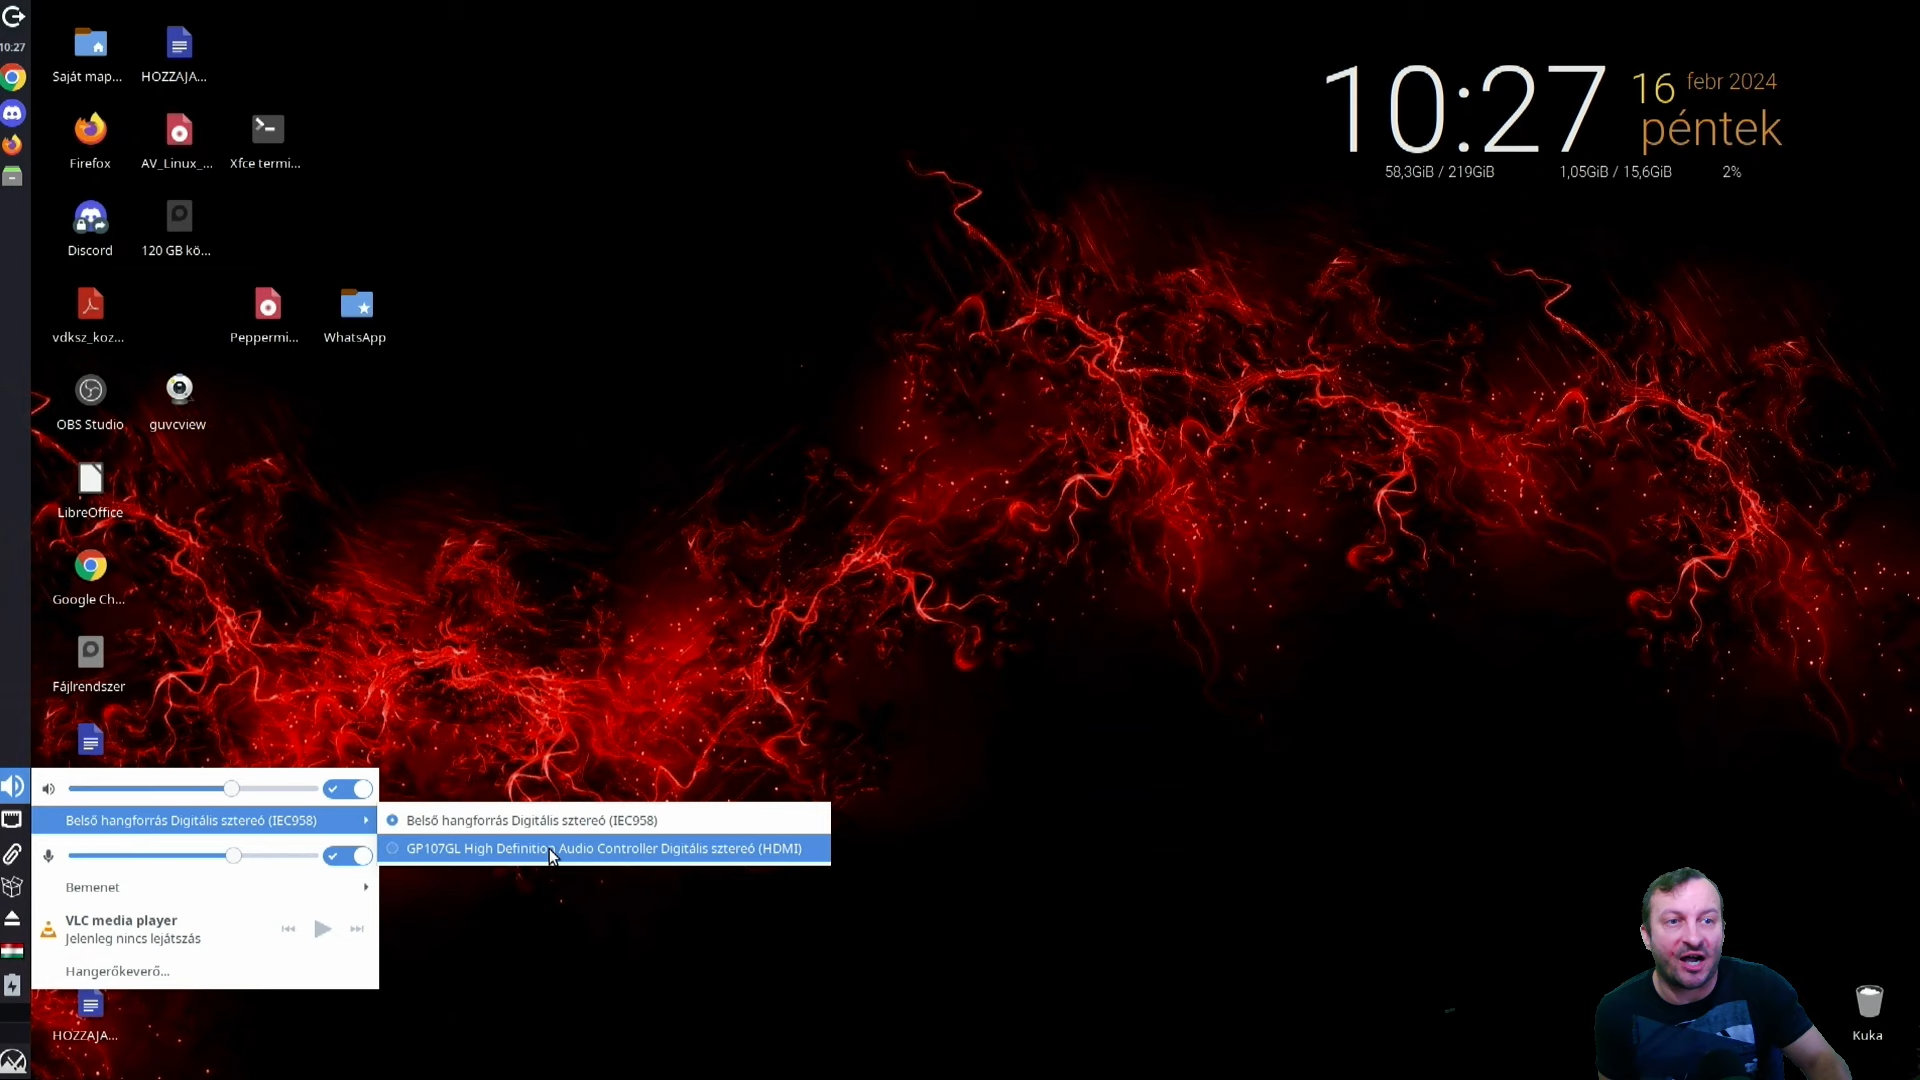 10:27
Saját map...
HOZZAJA...
Firefox
AV_Linux_...
Xfce termi...
Discord
120 GB kö...
vdksz_koz...
Peppermi...
WhatsApp
OBS Studio
guvcview
LibreOffice
Google Ch...
Fájlrendszer
10:27
16
febr 2024
péntek
58,3GiB / 219GiB
1,05GiB / 15,6GiB
2%
Belső hangforrás Digitális sztereó (IEC958)
Belső hangforrás Digitális sztereó (IEC958)
GP107GL High Definition Audio Controller Digitális sztereó (HDMI)
Bemenet
VLC media player
Jelenleg nincs lejátszás
Hangerőkeverő...
HOZZAJA...
Kuka